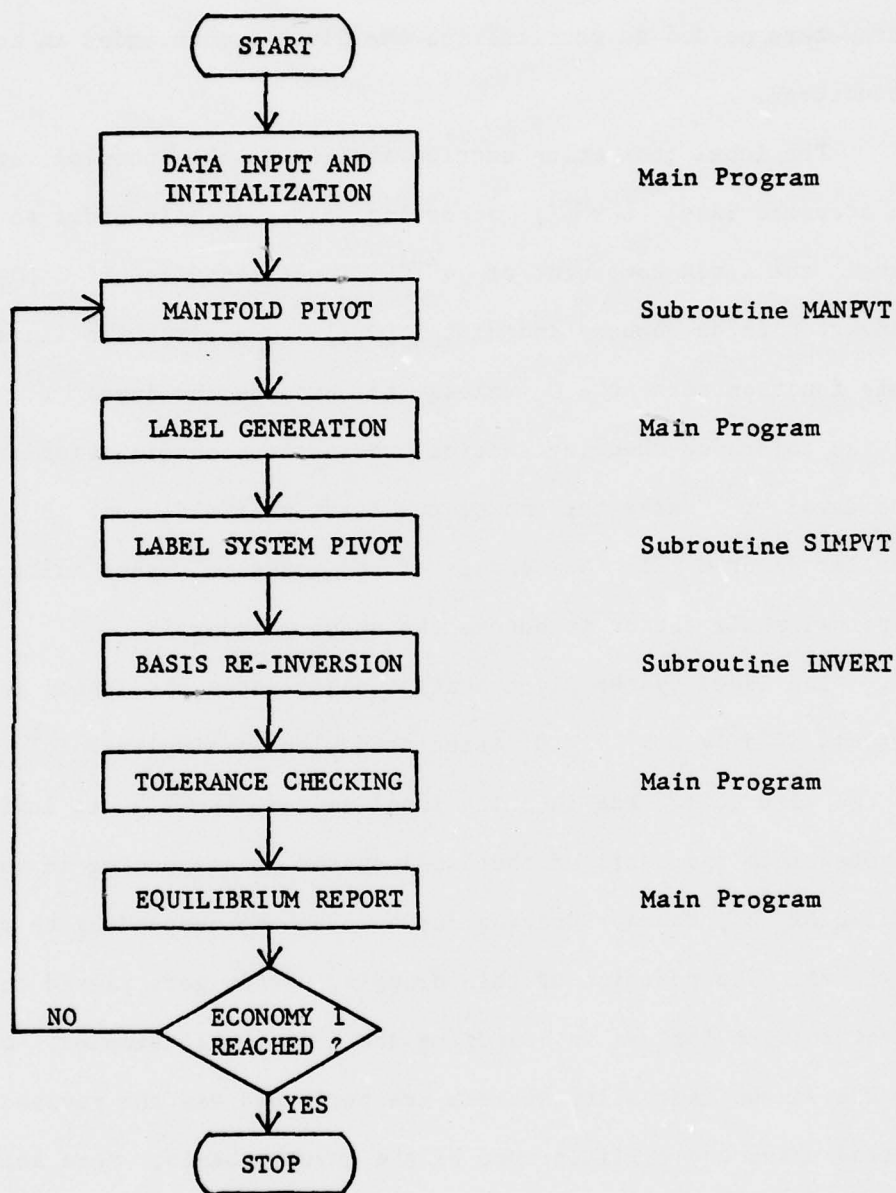 START
DATA INPUT AND
INITIALIZATION
Main Program
MANIFOLD PIVOT
Subroutine MANPVT
LABEL GENERATION
Main Program
LABEL SYSTEM PIVOT
Subroutine SIMPVT
BASIS RE-INVERSION
Subroutine INVERT
TOLERANCE CHECKING
Main Program
EQUILIBRIUM REPORT
Main Program
NO
ECONOMY 1
REACHED ?
YES
STOP